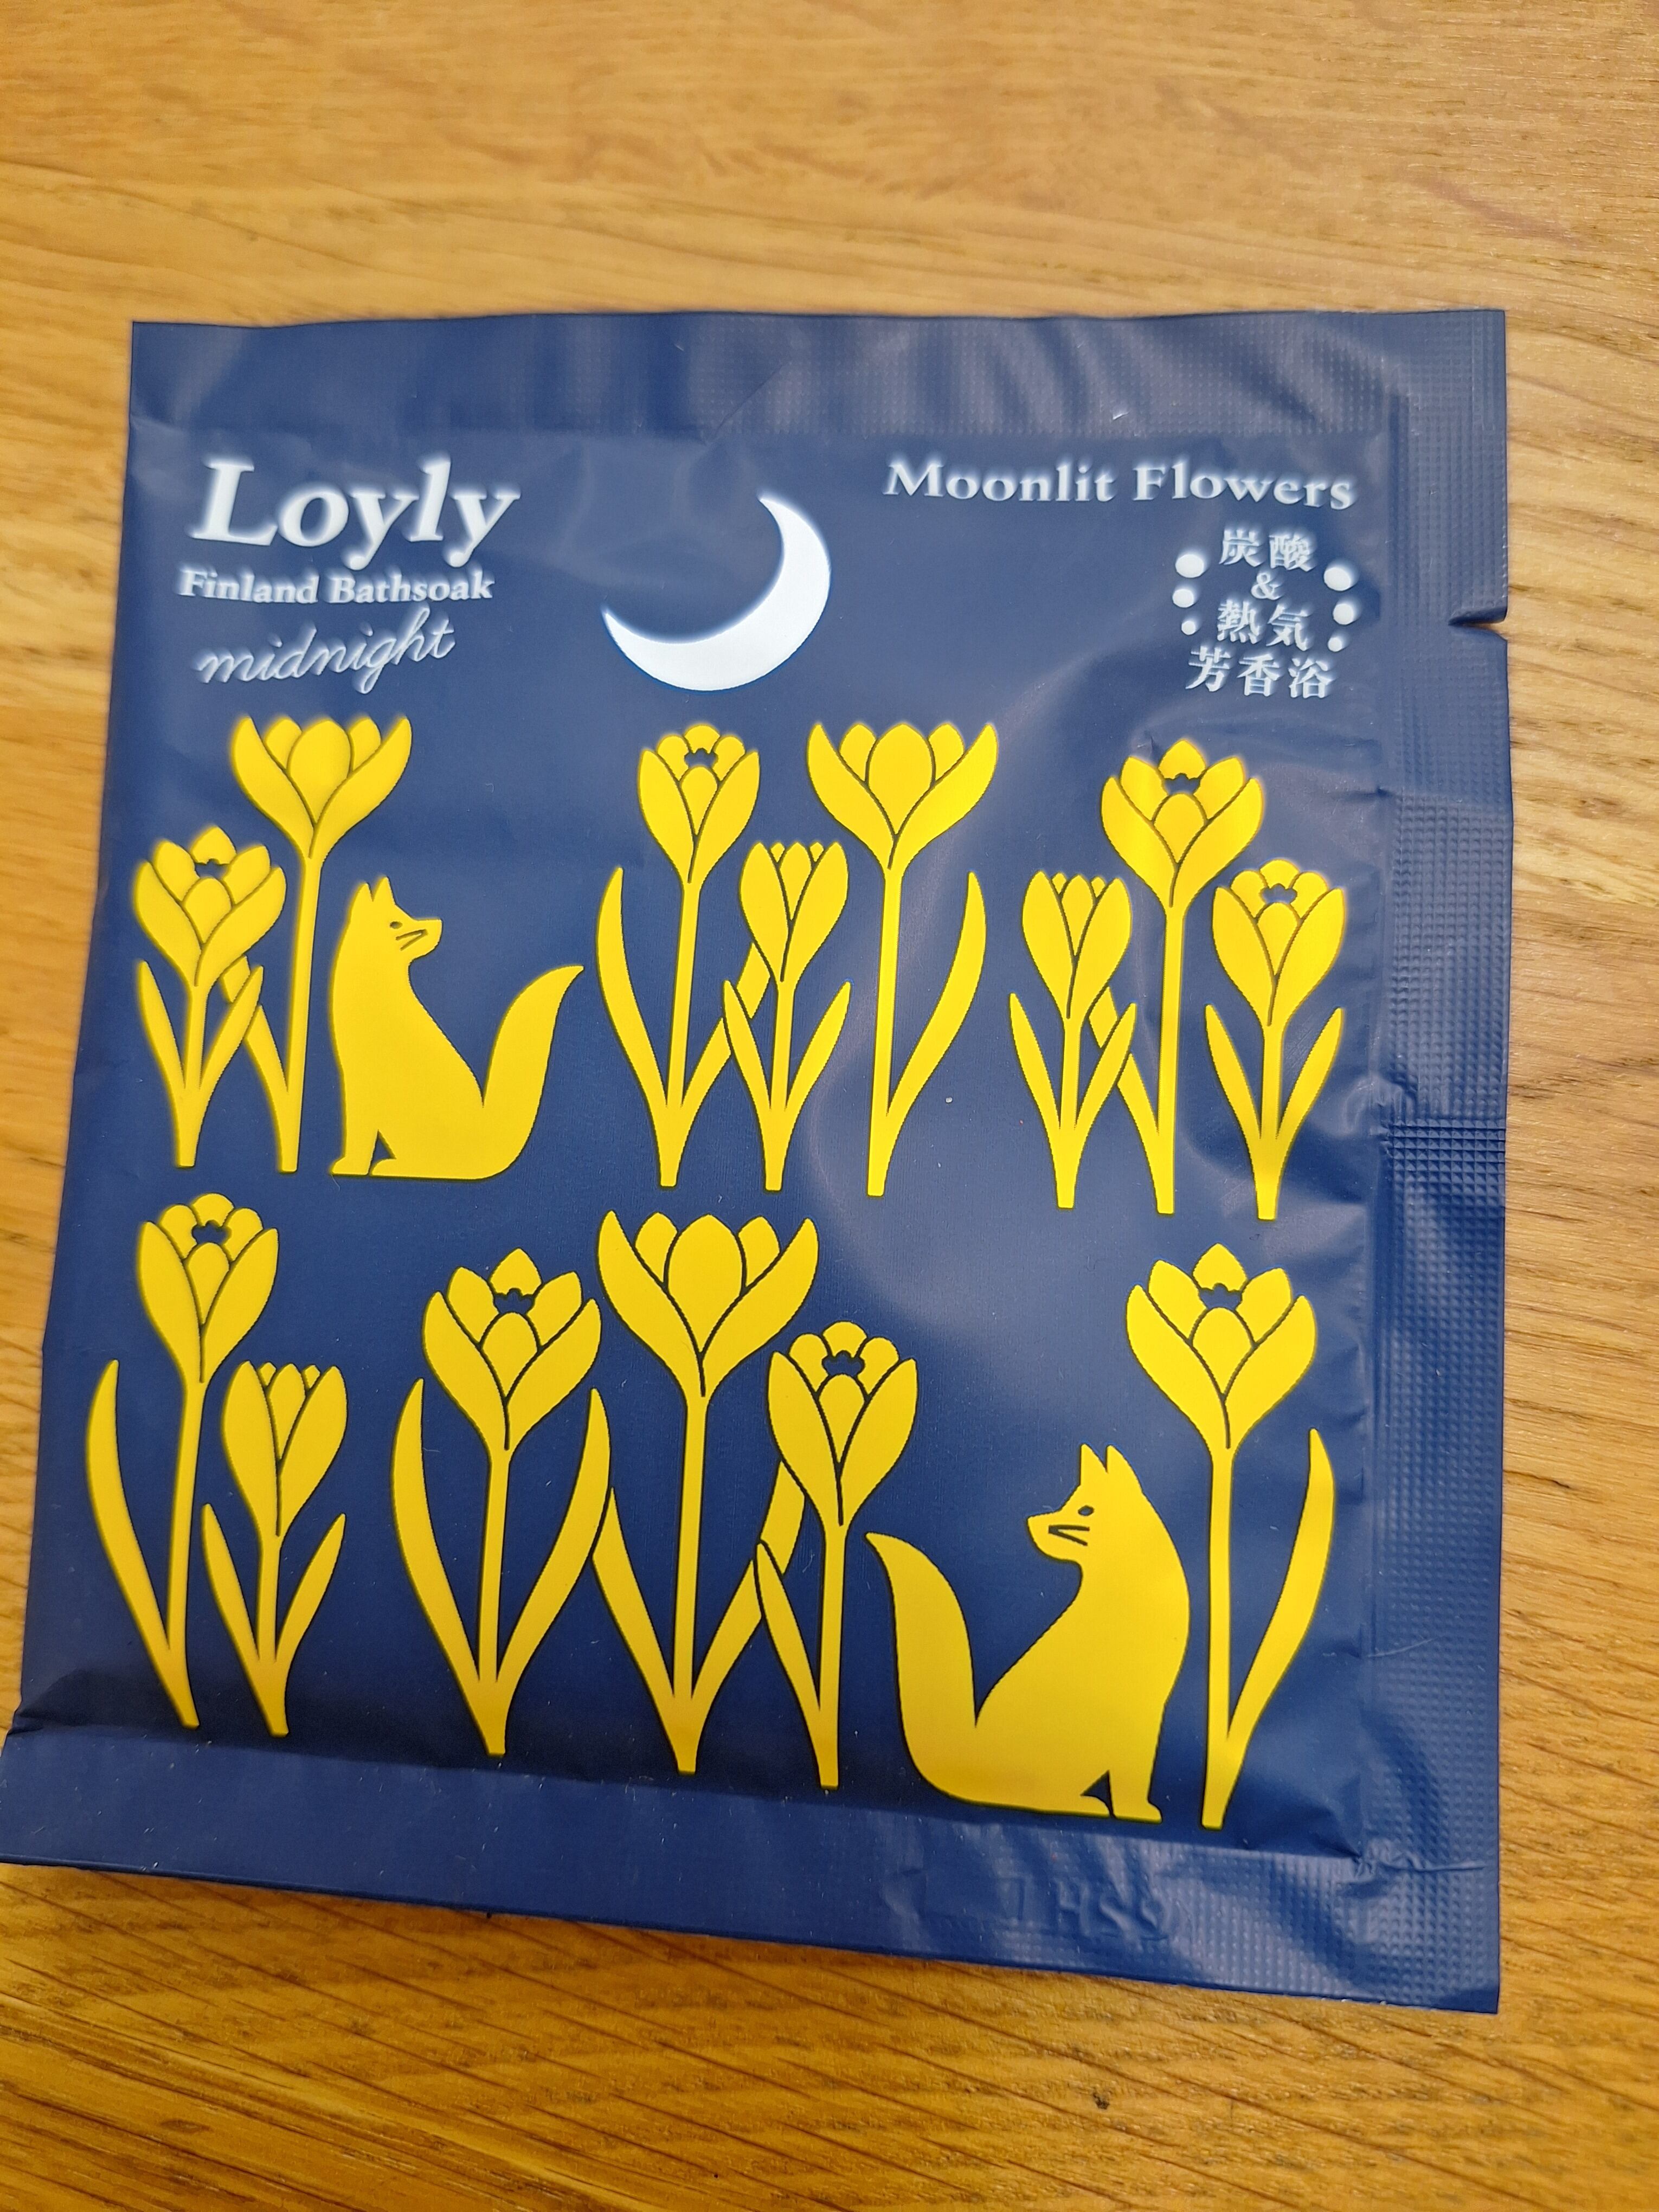 Loyly
Finland Bathsoak
midnight
Moonlit Flowers
炭酸
&
熱気
芳香浴